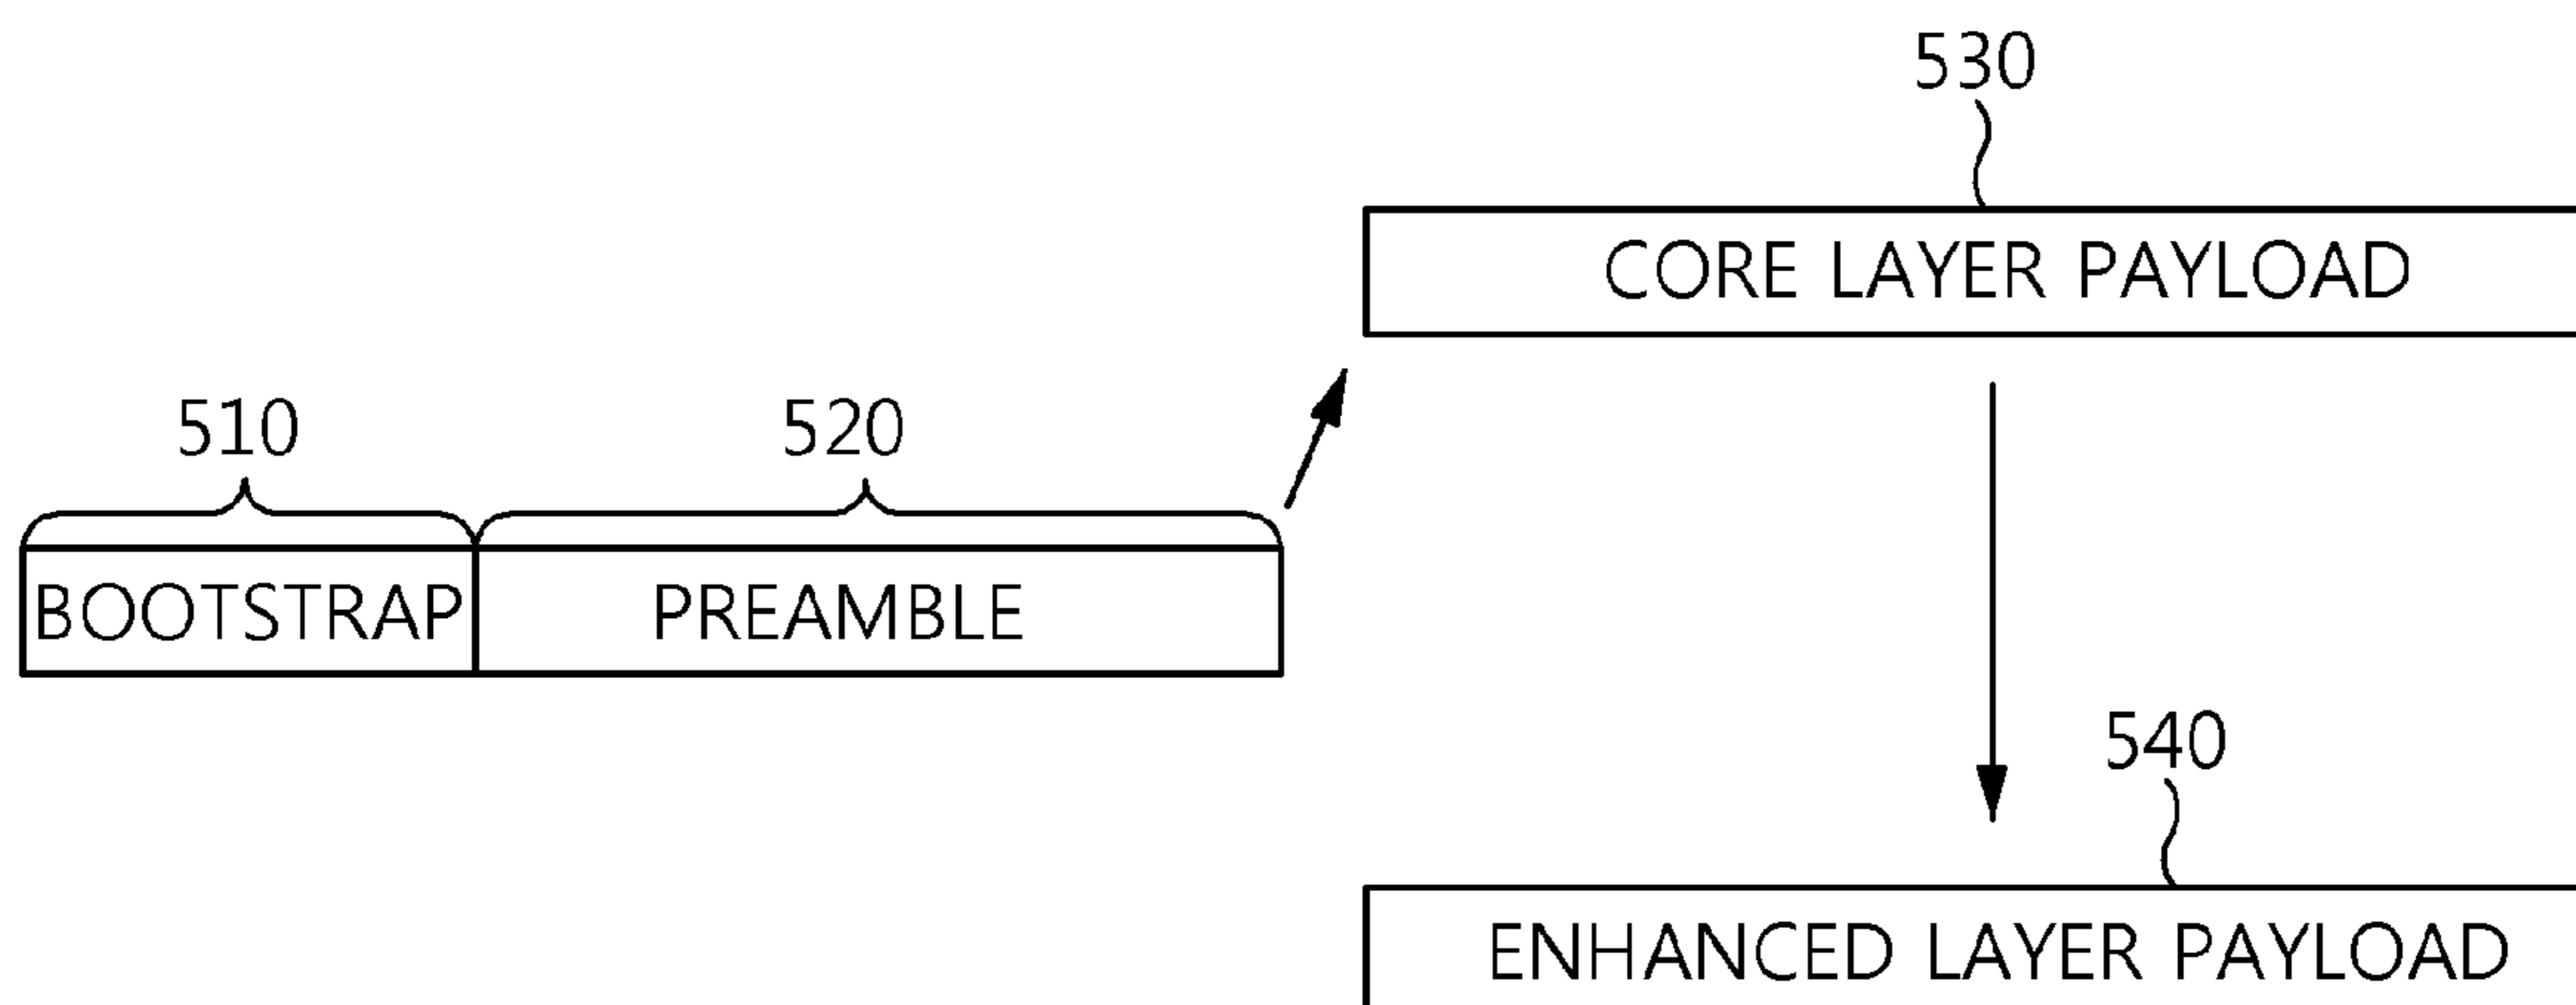 530
CORE LAYER PAYLOAD
510
520
BOOTSTRAP
PREAMBLE
540
ENHANCED LAYER PAYLOAD